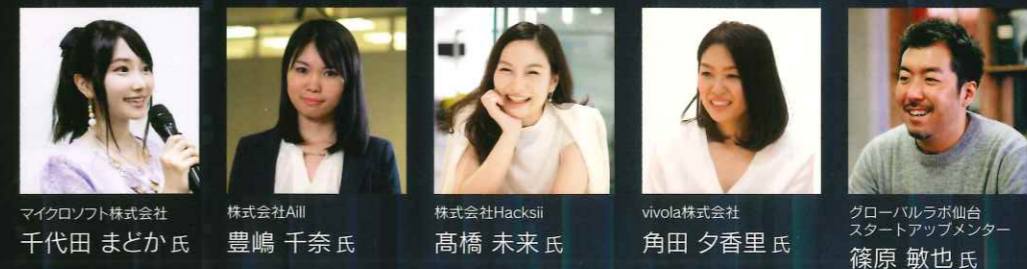 マイクロソフト株式会社
千代田 まどか 氏
株式会社Aill
豊嶋 千奈 氏
株式会社Hacksii
髙橋 未来 氏
vivola株式会社
角田 夕香里 氏
グローバルラボ仙台
スタートアップメンター
篠原 敏也 氏